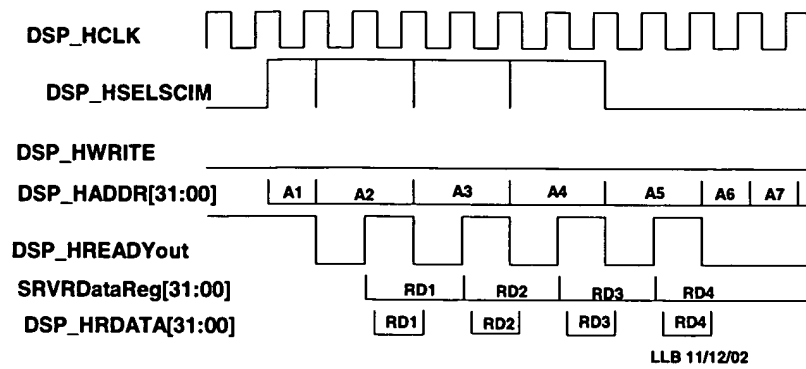 DSP_HCLK
DSP_HSELSCIM
DSP_HWRITE
DSP_HADDR[31:00] A1 A2 A3 A4 A5 A6 A7
DSP_HREADYout
SRVRDataReg[31:00] RD1 RD2 RD3 RD4
DSP_HRDATA[31:00] RD1 RD2 RD3 RD4
LLB 11/12/02